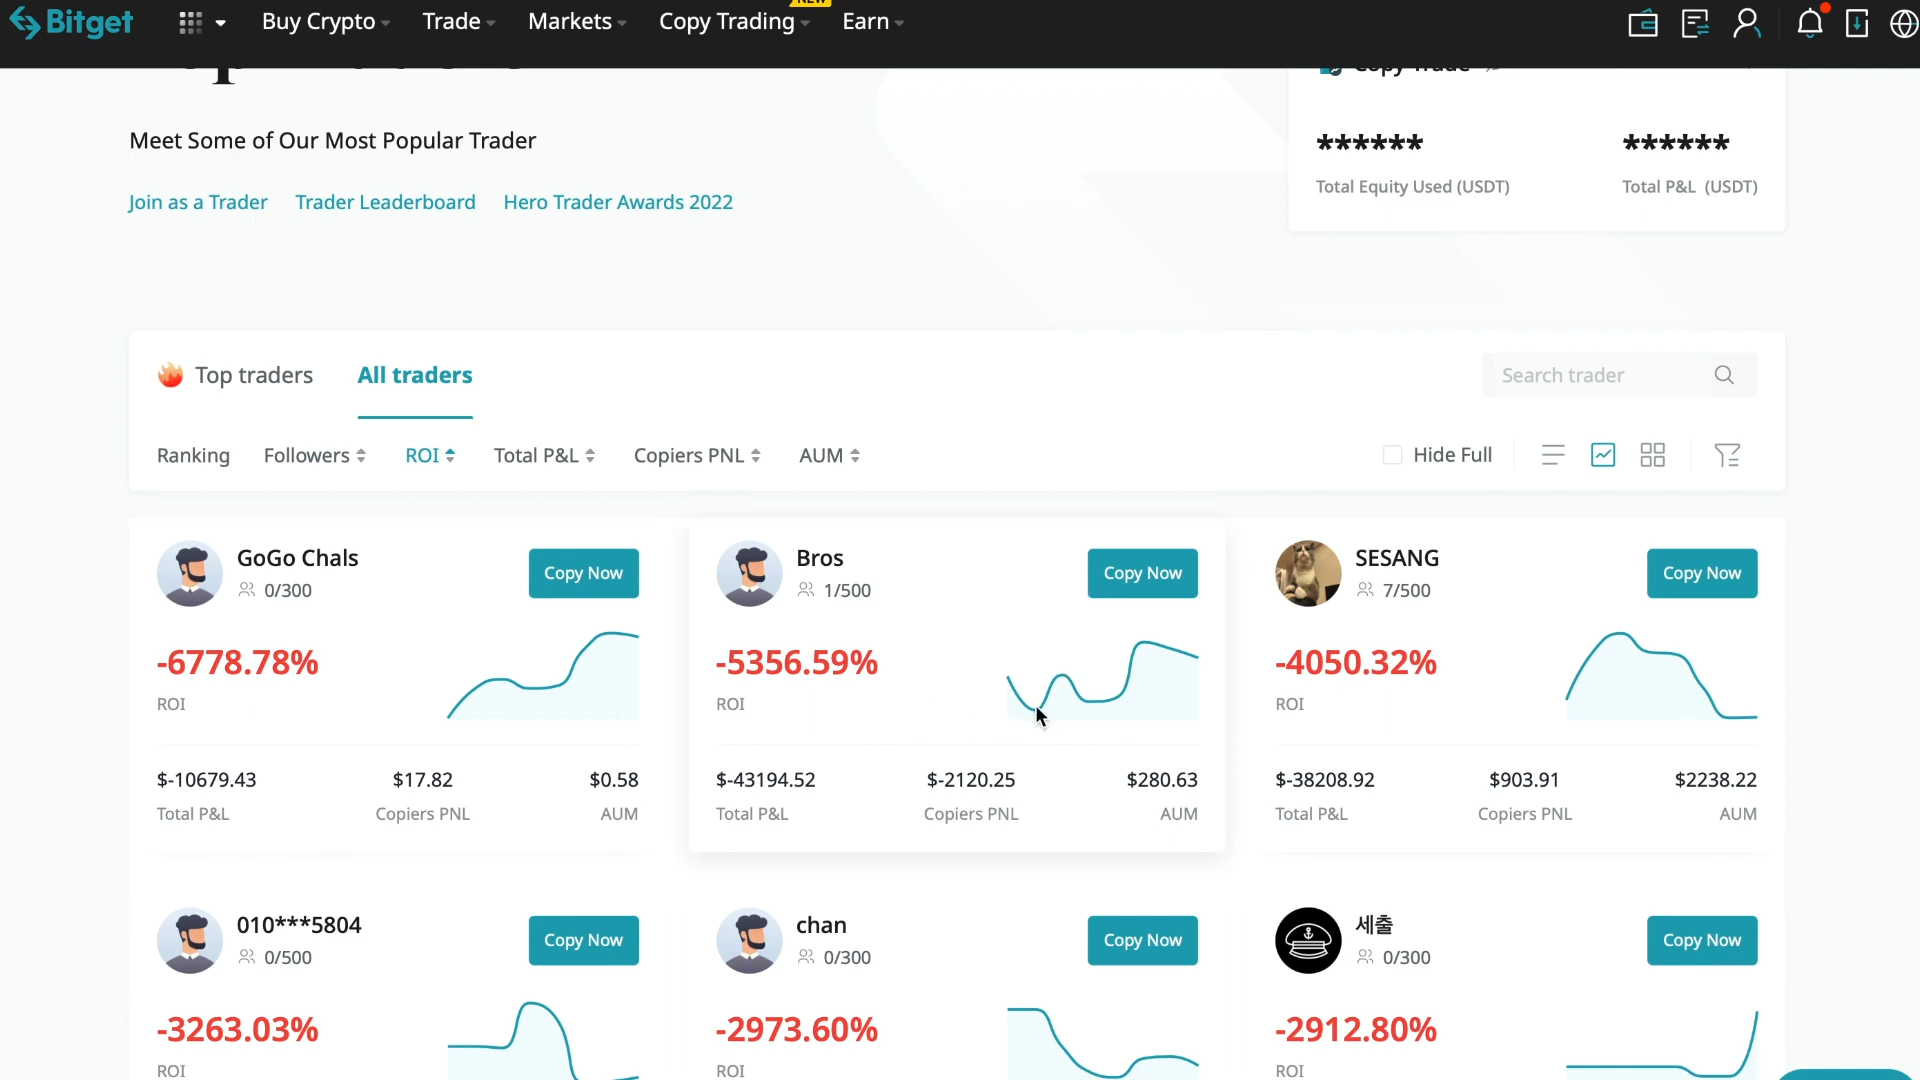 Bitget
Buy Crypto
Trade
Markets
Copy Trading
NEW
Earn
Copy Trade
Meet Some of Our Most Popular Trader
Join as a Trader
Trader Leaderboard
Hero Trader Awards 2022
******
******
Total Equity Used (USDT)
Total P&L (USDT)
Top traders
All traders
Search trader
Ranking
Followers
ROI
Total P&L
Copiers PNL
AUM
Hide Full
GoGo Chals
0/300
Copy Now
-6778.78%
ROI
$-10679.43
$17.82
$0.58
Total P&L
Copiers PNL
AUM
Bros
1/500
Copy Now
-5356.59%
ROI
$-43194.52
$-2120.25
$280.63
Total P&L
Copiers PNL
AUM
SESANG
7/500
Copy Now
-4050.32%
ROI
$-38208.92
$903.91
$2238.22
Total P&L
Copiers PNL
AUM
010***5804
0/500
Copy Now
-3263.03%
ROI
chan
0/300
Copy Now
-2973.60%
ROI
세출
0/300
Copy Now
-2912.80%
ROI